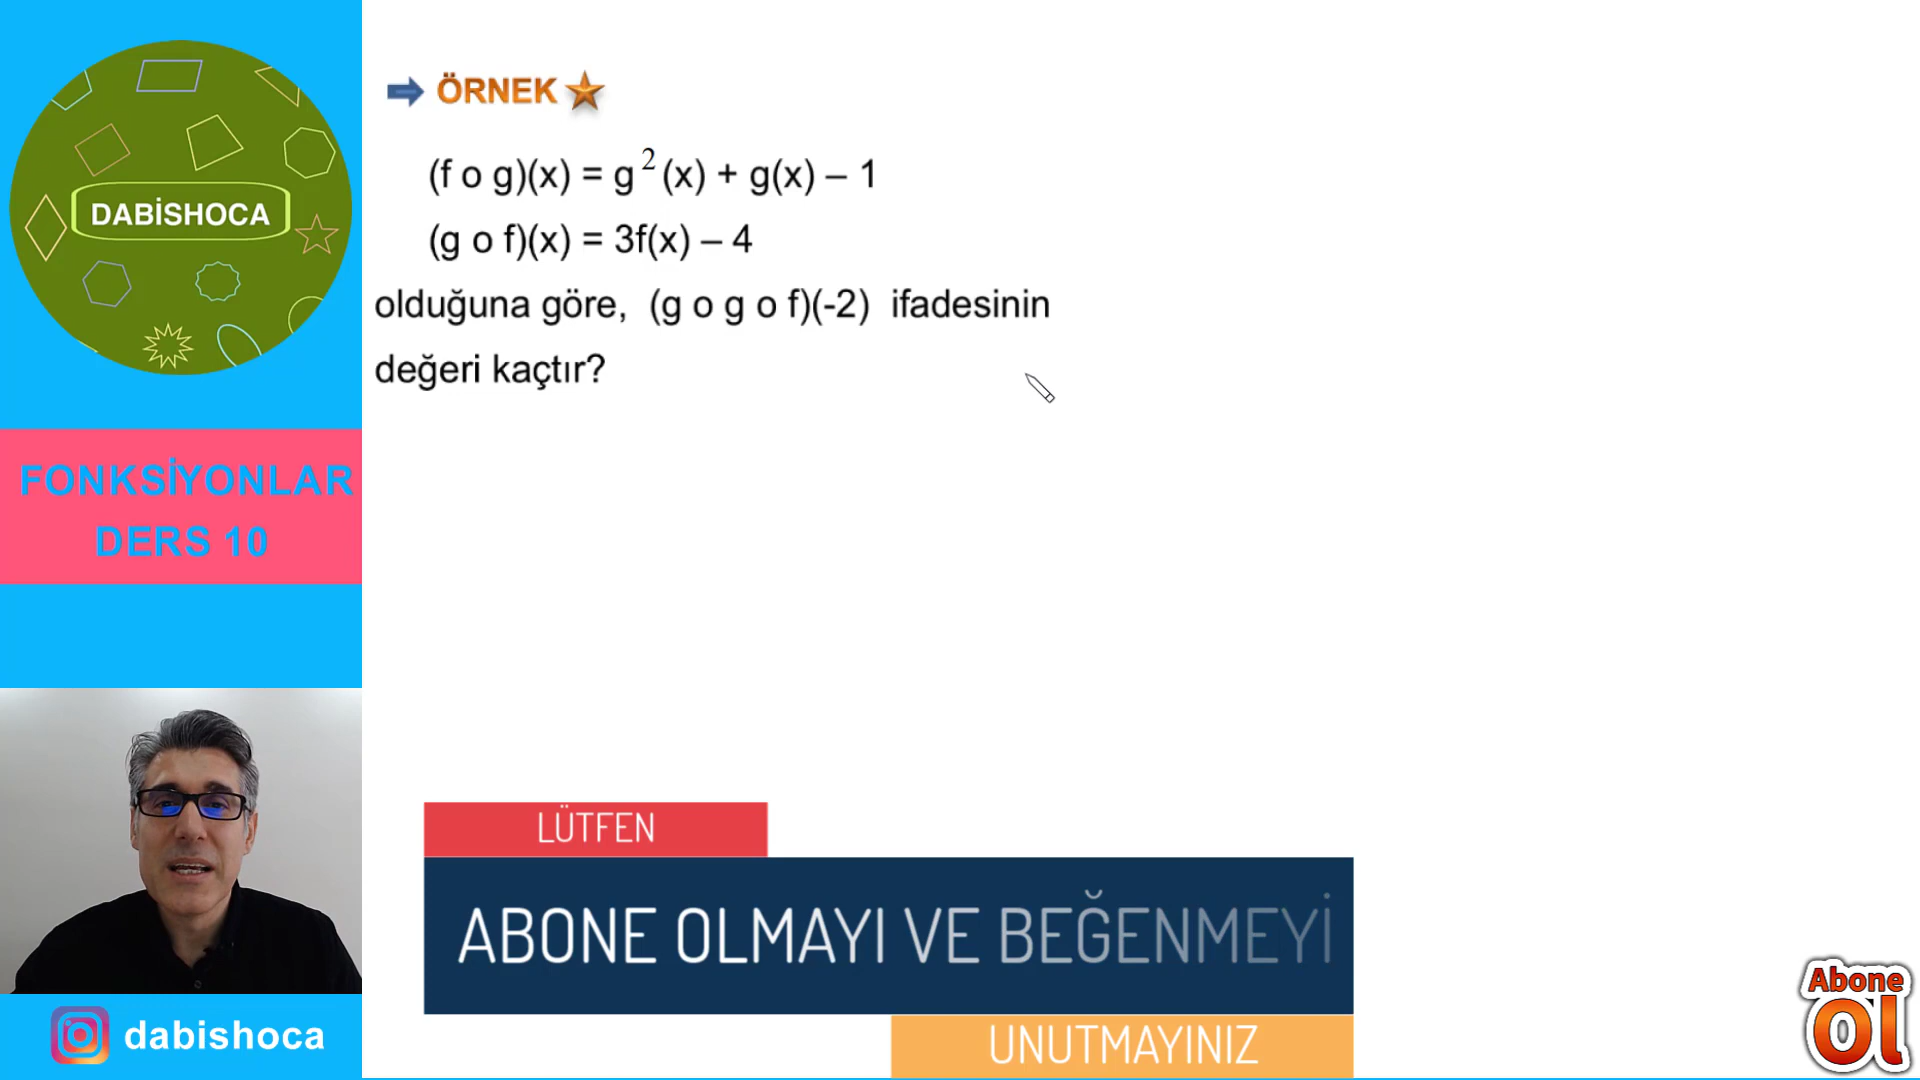 DABİSHOCA
FONKSİYONLAR
DERS 10
dabishoca
ÖRNEK
(f o g)(x) = g²(x) + g(x) – 1
(g o f)(x) = 3f(x) – 4
olduğuna göre, (g o g o f)(-2) ifadesinin
değeri kaçtır?
LÜTFEN
ABONE OLMAYI VE BEĞENMEYİ
UNUTMAYINIZ
Abone
Ol